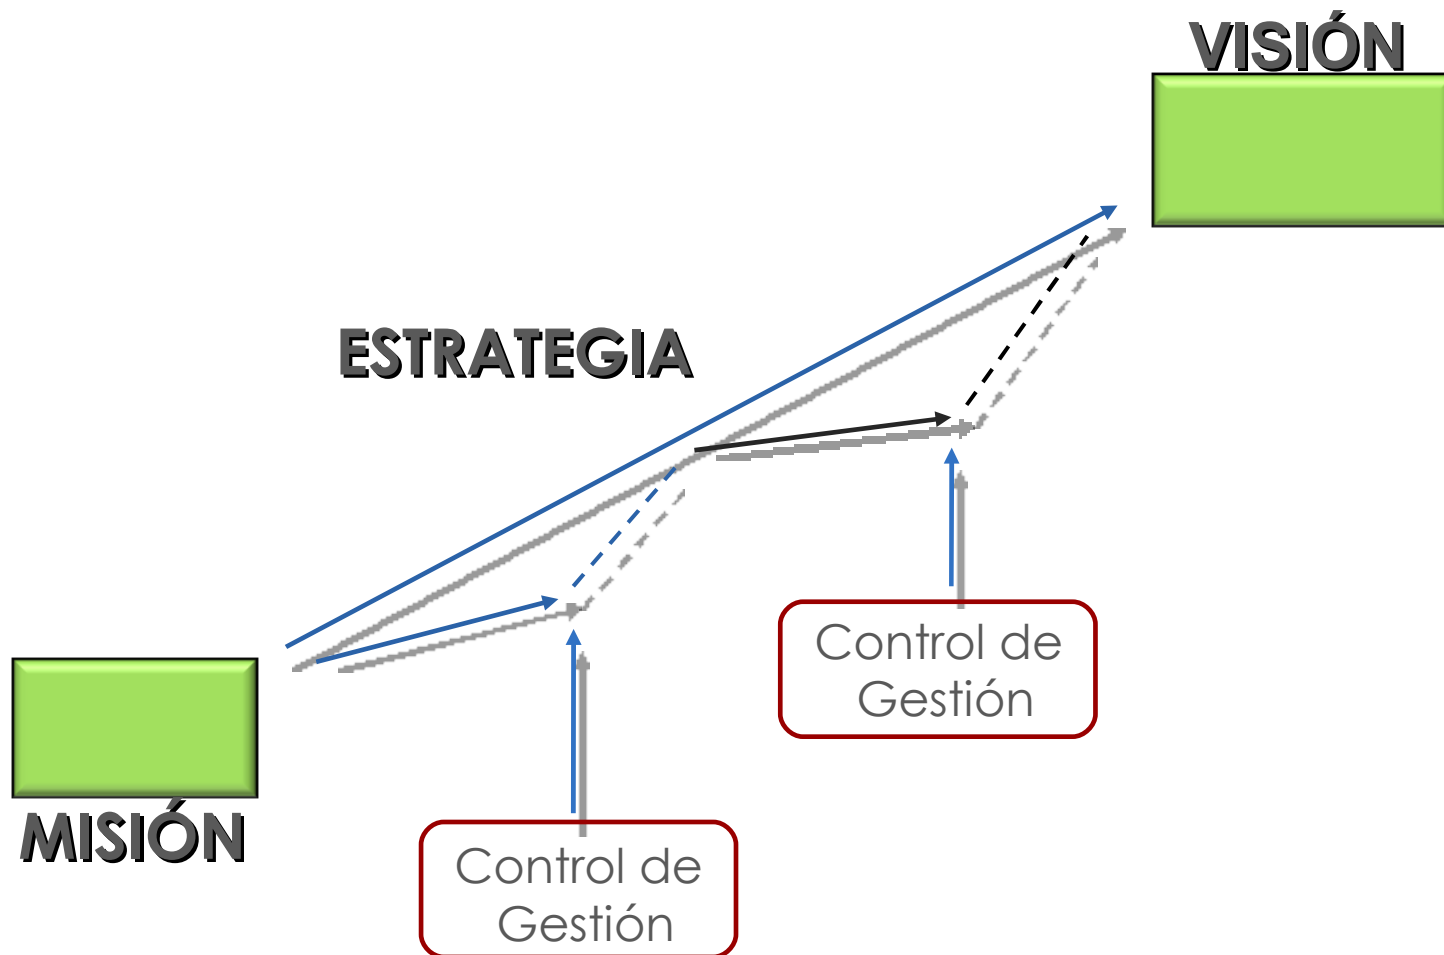 VISIÓN
ESTRATEGIA
Control de
Gestión
MISIÓN
Control de
Gestión